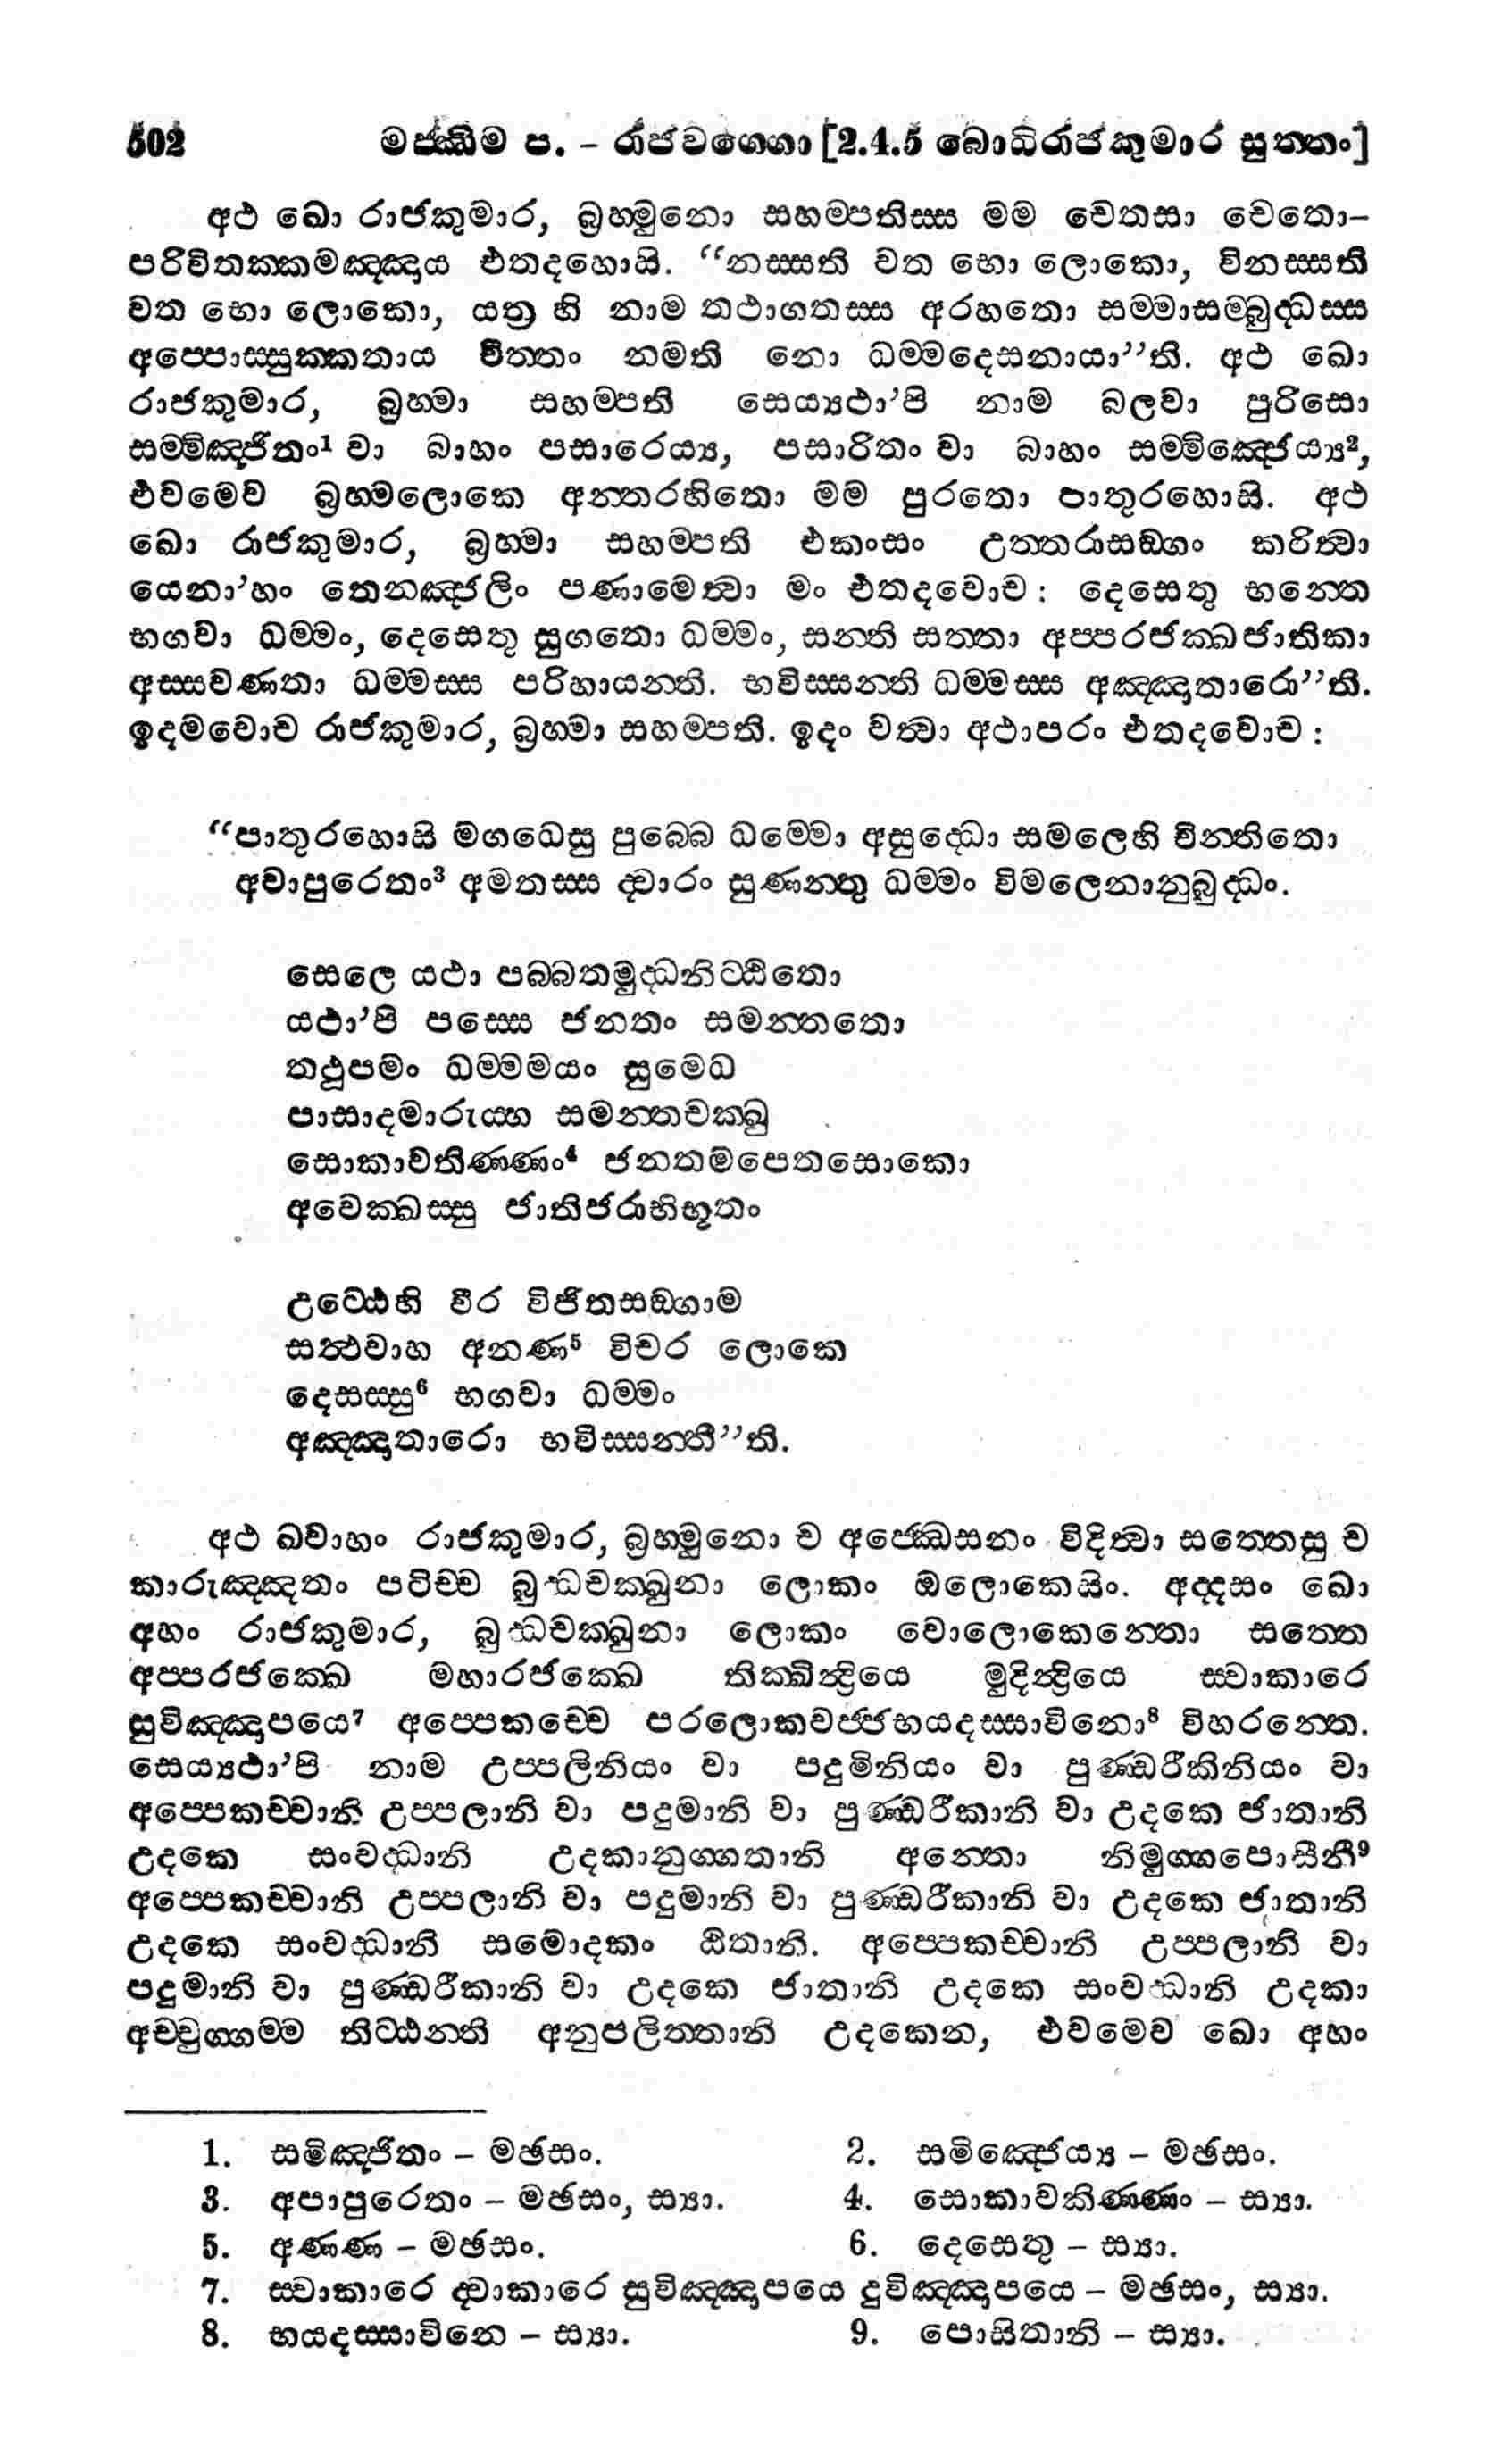 502 මජ්ඣිම ප. – රාජවග්ගො [2.4.5 බොධිරාජකුමාර සුත්තං]
අථ ඛො රාජකුමාර, බ්‍රහ්මුනො සහම්පතිස්ස මම චෙතසා චෙතො–
පරිවිතක්කමඤ්ඤාය එතදහොසි. “නස්සති වත භො ලොකො, විනස්සති
වත භො ලොකො, යත්‍ර හි නාම තථාගතස්ස අරහතො සම්මාසම්බුද්ධස්ස
අප්පොස්සුක්කතාය චිත්තං නමති නො ධම්මදෙසනායා”ති. අථ ඛො
රාජකුමාර, බ්‍රහ්මා සහම්පති සෙය්‍යථා’පි නාම බලවා පුරිසො
සම්මිඤ්ජිතං¹ වා බාහං පසාරෙය්‍ය, පසාරිතං වා බාහං සම්මිඤ්ජෙය්‍ය²,
එවමෙව බ්‍රහ්මලොකෙ අන්තරහිතො මම පුරතො පාතුරහොසි. අථ
ඛො රාජකුමාර, බ්‍රහ්මා සහම්පති එකංසං උත්තරාසඞ්ගං කරිත්‍වා
යෙනා’හං තෙනඤ්ජලිං පණාමෙත්‍වා මං එතදවොච : දෙසෙතු භන්තෙ
භගවා ධම්මං, දෙසෙතු සුගතො ධම්මං, සන්ති සත්තා අප්පරජක්ඛජාතිකා
අස්සවණතා ධම්මස්ස පරිහායන්ති. භවිස්සන්ති ධම්මස්ස අඤ්ඤාතාරො”ති.
ඉදමවොච රාජකුමාර, බ්‍රහ්මා සහම්පති. ඉදං වත්‍වා අථාපරං එතදවොච :
“පාතුරහොසි මගධෙසු පුබ්බෙ ධම්මො අසුද්ධො සමලෙහි චින්තිතො
අවාපුරෙතං³ අමතස්ස ද්වාරං සුණන්තු ධම්මං විමලෙනානුබුද්ධං.
සෙලෙ යථා පබ්බතමුද්ධනිට්ඨිතො
යථා’පි පස්සෙ ජනතං සමන්තතො
තථූපමං ධම්මමයං සුමෙධ
පාසාදමාරුය්හ සමන්තචක්ඛු
සොකාවතිණ්ණං⁴ ජනතමපෙතසොකො
අවෙක්ඛස්සු ජාතිජරාභිභූතං
උට්ඨෙහි වීර විජිතසඞ්ගාම
සත්ථවාහ අනණ⁵ විචර ලොකෙ
දෙසස්සු⁶ භගවා ධම්මං
අඤ්ඤාතාරො භවිස්සන්තී”ති.
අථ ඛ්වාහං රාජකුමාර, බ්‍රහ්මුනො ච අජ්ඣෙසනං විදිත්‍වා සත්තෙසු ච
කාරුඤ්ඤතං පටිච්ච බුද්ධචක්ඛුනා ලොකං ඔලොකෙසිං. අද්දසං ඛො
අහං රාජකුමාර, බුද්ධචක්ඛුනා ලොකං වොලොකෙන්තො සත්තෙ
අප්පරජක්ඛෙ මහාරජක්ඛෙ තික්ඛින්‍ද්‍රියෙ මුදින්‍ද්‍රියෙ ස්වාකාරෙ
සුවිඤ්ඤාපයෙ⁷ අප්පෙකච්චෙ පරලොකවජ්ජභයදස්සාවිනො⁸ විහරන්තෙ.
සෙය්‍යථා’පි නාම උප්පලිනියං වා පදුමිනියං වා පුණ්ඩරීකිනියං වා
අප්පෙකච්චානි උප්පලානි වා පදුමානි වා පුණ්ඩරීකානි වා උදකෙ ජාතානි
උදකෙ සංවද්ධානි උදකානුග්ගතානි අන්තො නිමුග්ගපොසීනී⁹
අප්පෙකච්චානි උප්පලානි වා පදුමානි වා පුණ්ඩරීකානි වා උදකෙ ජාතානි
උදකෙ සංවද්ධානි සමොදකං ඨිතානි. අප්පෙකච්චානි උප්පලානි වා
පදුමානි වා පුණ්ඩරීකානි වා උදකෙ ජාතානි උදකෙ සංවද්ධානි උදකා
අච්චුග්ගම්ම තිට්ඨන්ති අනුපලිත්තානි උදකෙන, එවමෙව ඛො අහං
1. සමිඤ්ජිතං – මඡසං. 2. සමිඤ්ජෙය්‍ය – මඡසං.
3. අපාපුරෙතං – මඡසං, ස්‍යා. 4. සොකාවකිණ්ණං – ස්‍යා.
5. අණ්ණ – මඡසං. 6. දෙසෙතු – ස්‍යා.
7. ස්වාකාරෙ ද්වාකාරෙ සුවිඤ්ඤාපයෙ දුවිඤ්ඤාපයෙ – මඡසං, ස්‍යා.
8. භයදස්සාවිනෙ – ස්‍යා. 9. පොසිතානි – ස්‍යා.